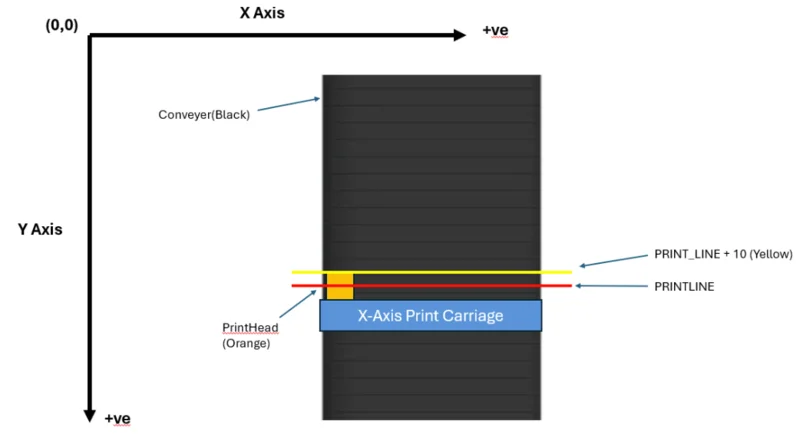 X Axis
(0,0)
+ve
Conveyer(Black)
Y Axis
PRINT_LINE + 10 (Yellow)
PRINTLINE
X-Axis Print Carriage
PrintHead
(Orange)
+ve